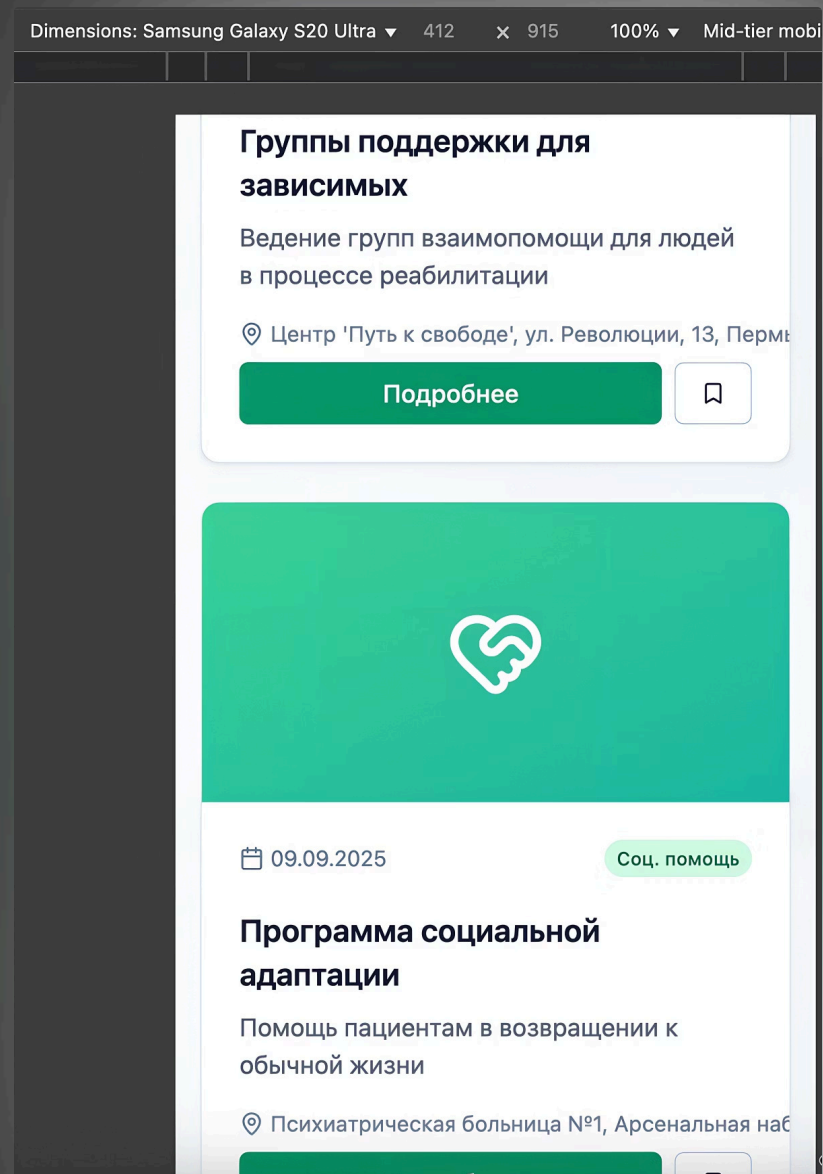 Dimensions: Samsung Galaxy S20 Ultra ▼ 412 × 915 100% ▼ Mid-tier mobi
Группы поддержки для
зависимых
Ведение групп взаимопомощи для людей
в процессе реабилитации
Центр 'Путь к свободе', ул. Революции, 13, Пермь
Подробнее
09.09.2025 Соц. помощь
Программа социальной
адаптации
Помощь пациентам в возвращении к
обычной жизни
Психиатрическая больница №1, Арсенальная наб